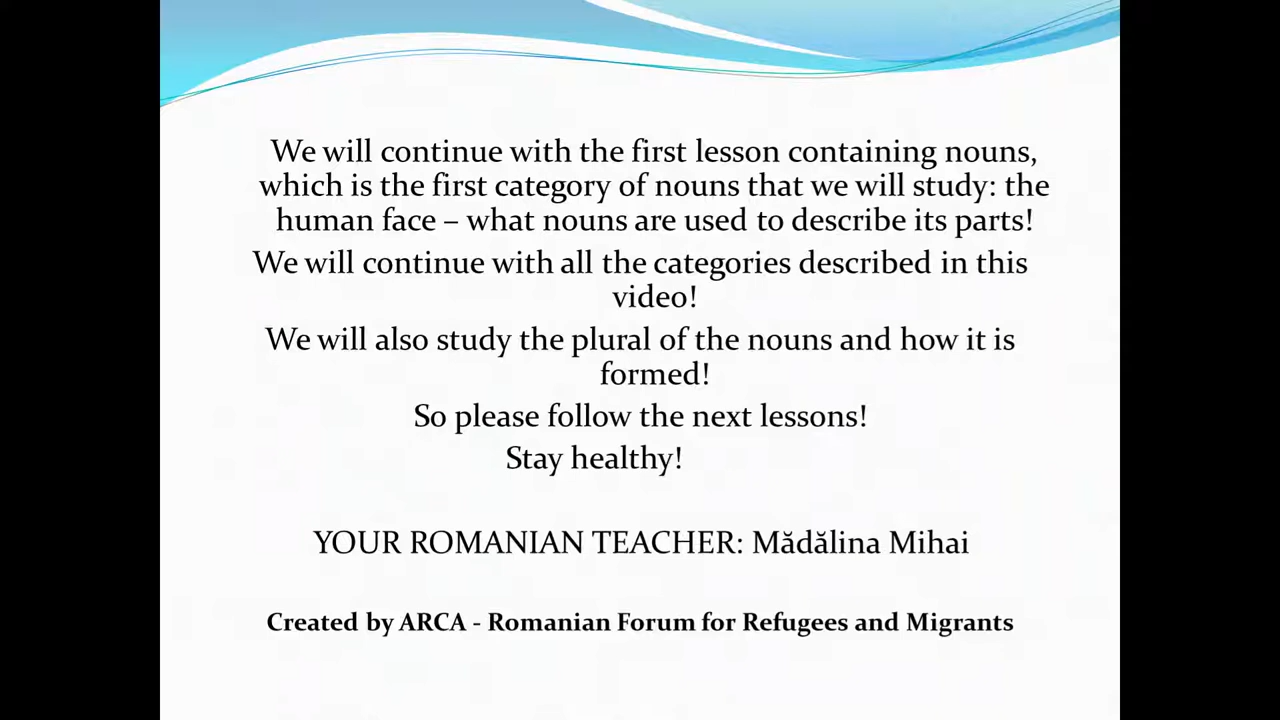 We will continue with the first lesson containing nouns,
which is the first category of nouns that we will study: the
human face – what nouns are used to describe its parts!
We will continue with all the categories described in this
video!
We will also study the plural of the nouns and how it is
formed!
So please follow the next lessons!
Stay healthy!
YOUR ROMANIAN TEACHER: Mădălina Mihai
Created by ARCA - Romanian Forum for Refugees and Migrants